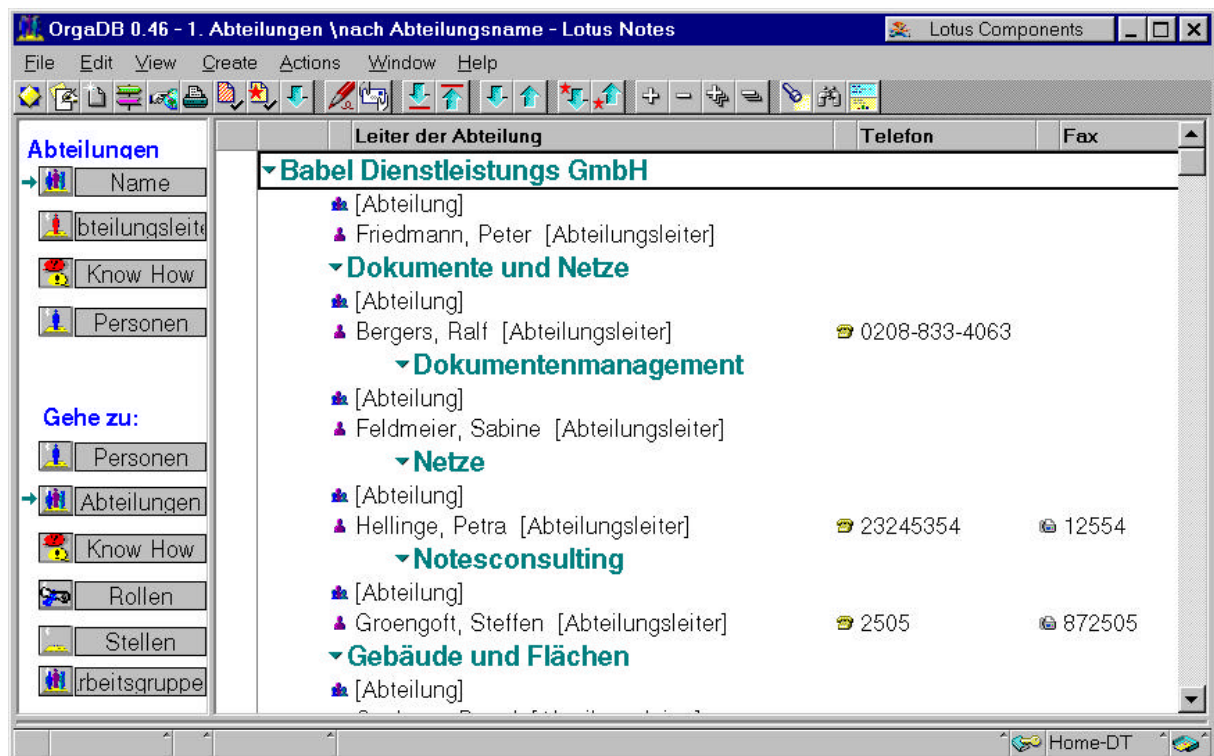 OrgaDB 0.46 - 1. Abteilungen \nach Abteilungsname - Lotus Notes
Lotus Components
File Edit View Create Actions Window Help
Abteilungen
Name
bteilungsleite
Know How
Personen
Gehe zu:
Personen
Abteilungen
Know How
Rollen
Stellen
rbeitsgruppe
Leiter der Abteilung Telefon Fax
Babel Dienstleistungs GmbH
[Abteilung]
Friedmann, Peter [Abteilungsleiter]
Dokumente und Netze
[Abteilung]
Bergers, Ralf [Abteilungsleiter] 0208-833-4063
Dokumentenmanagement
[Abteilung]
Feldmeier, Sabine [Abteilungsleiter]
Netze
[Abteilung]
Hellinge, Petra [Abteilungsleiter] 23245354 12554
Notesconsulting
[Abteilung]
Groengoft, Steffen [Abteilungsleiter] 2505 872505
Gebäude und Flächen
[Abteilung]
Home-DT